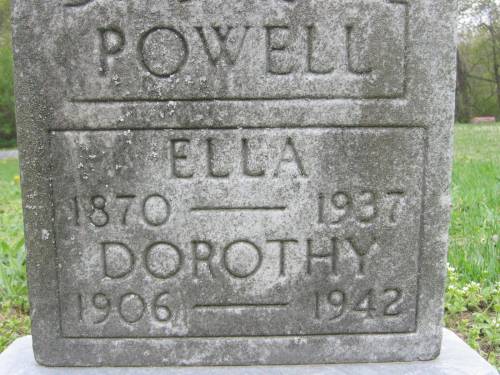 POWELL
ELLA
1870 — 1937
DOROTHY
1906 — 1942